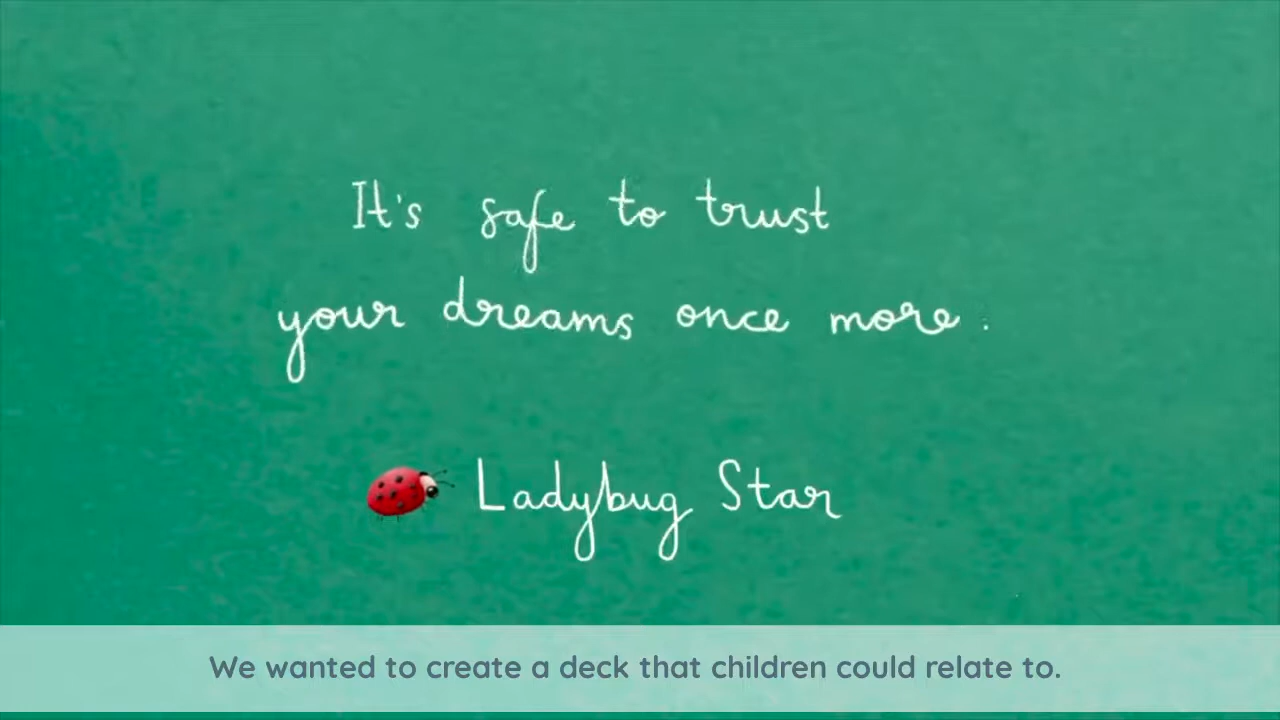 It's safe to trust
your dreams once more.
Ladybug Star
We wanted to create a deck that children could relate to.